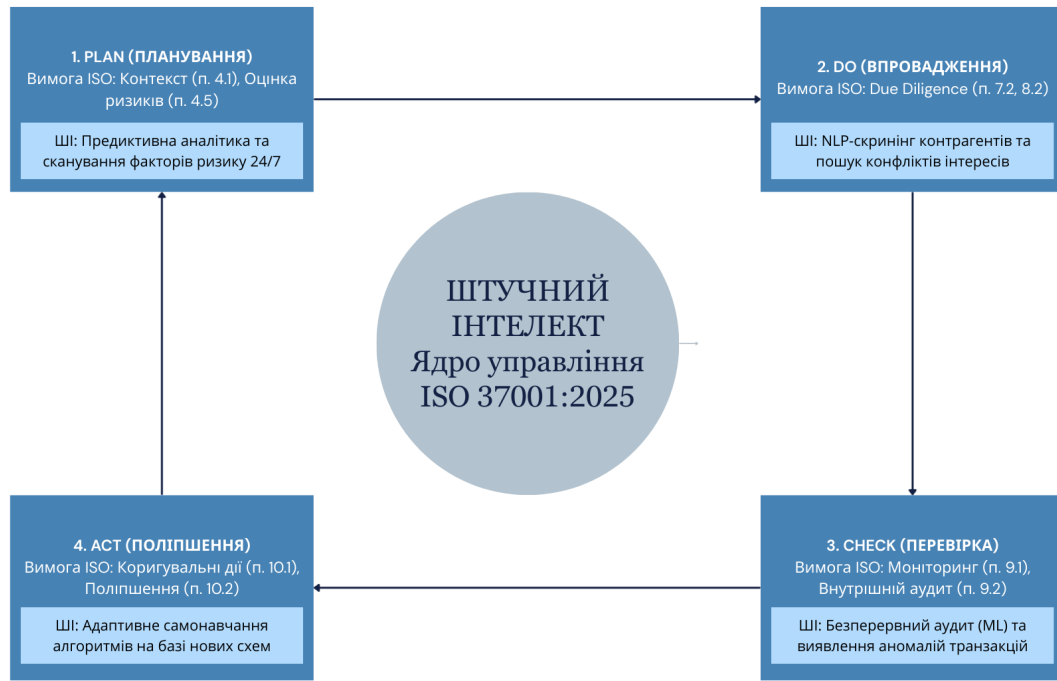 1. PLAN (ПЛАНУВАННЯ)
Вимога ISO: Контекст (п. 4.1), Оцінка
ризиків (п. 4.5)
ШІ: Предиктивна аналітика та
сканування факторів ризику 24/7
2. DO (ВПРОВАДЖЕННЯ)
Вимога ISO: Due Diligence (п. 7.2, 8.2)
ШІ: NLP-скринінг контрагентів та
пошук конфліктів інтересів
ШТУЧНИЙ
ІНТЕЛЕКТ
Ядро управління
ISO 37001:2025
4. ACT (ПОЛІПШЕННЯ)
Вимога ISO: Коригувальні дії (п. 10.1),
Поліпшення (п. 10.2)
ШІ: Адаптивне самонавчання
алгоритмів на базі нових схем
3. CHECK (ПЕРЕВІРКА)
Вимога ISO: Моніторинг (п. 9.1),
Внутрішній аудит (п. 9.2)
ШІ: Безперервний аудит (ML) та
виявлення аномалій транзакцій